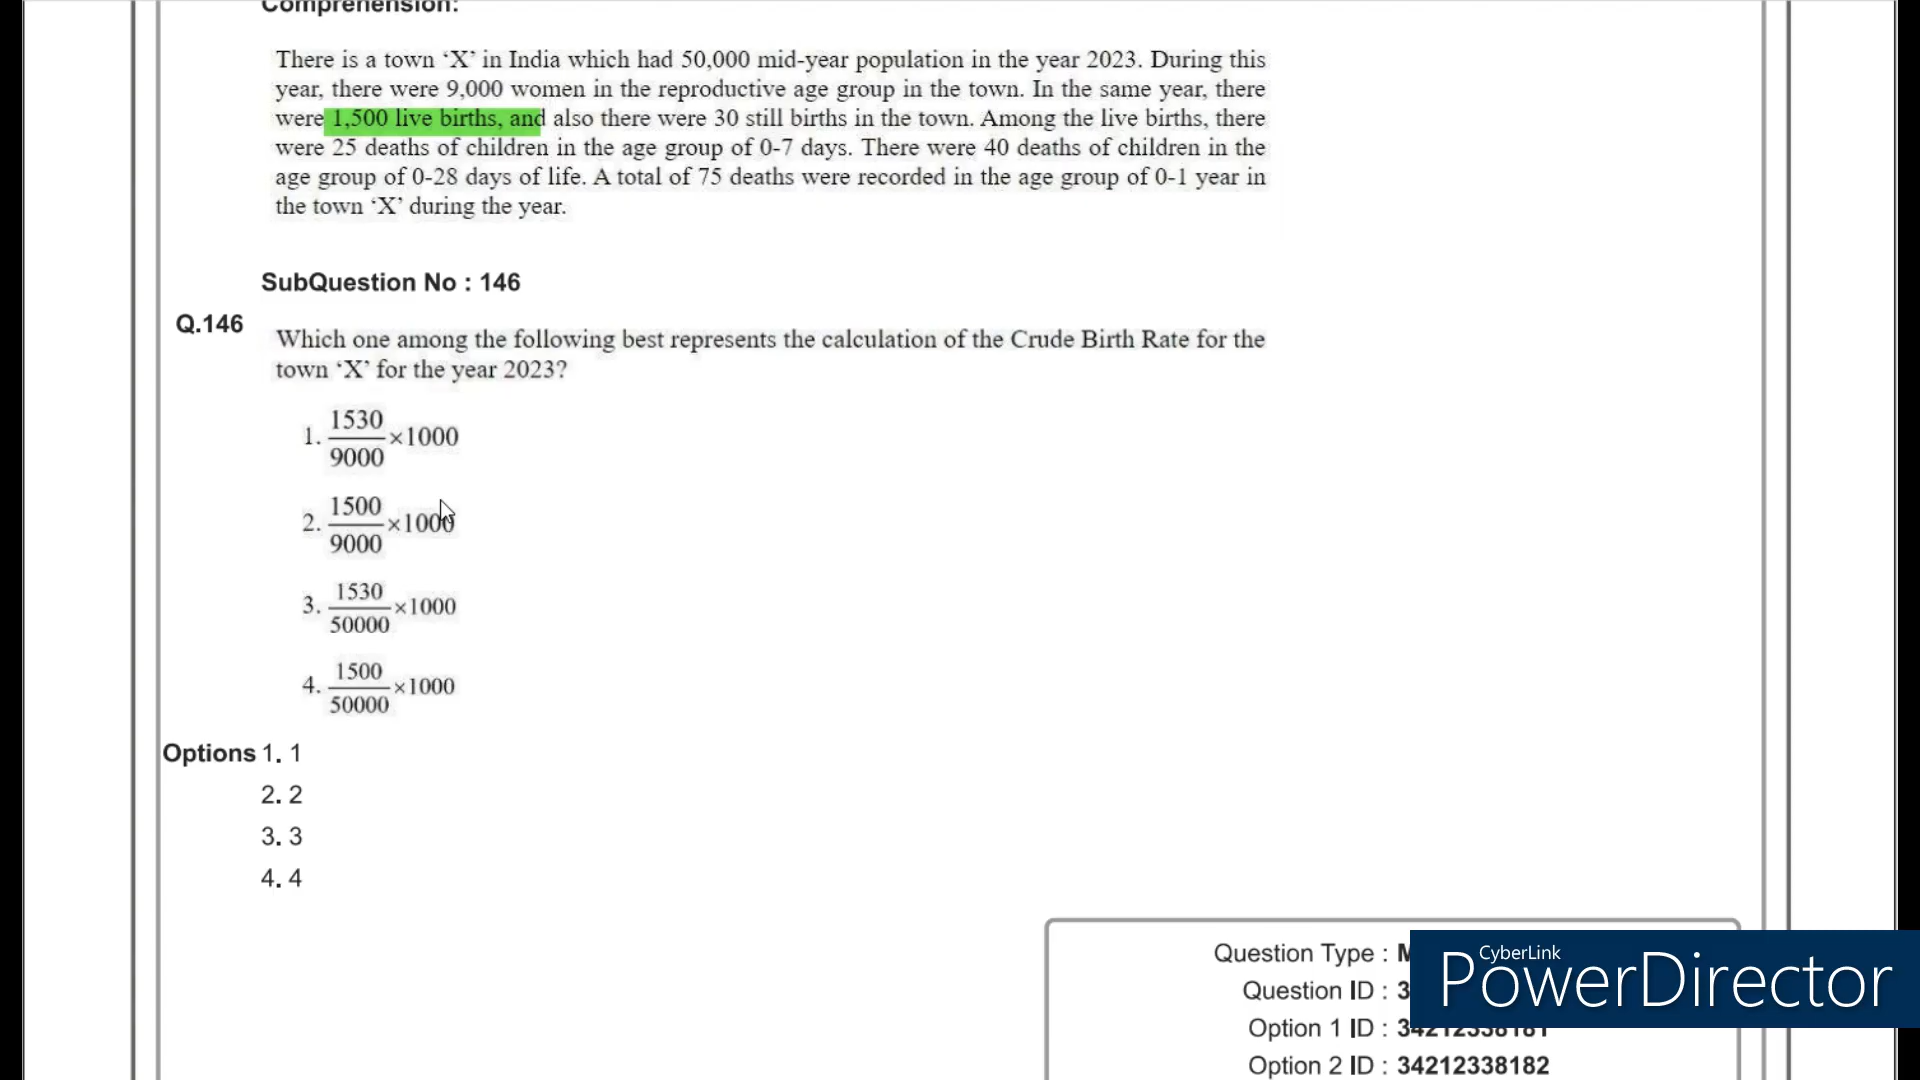 Comprehension:
There is a town ‘X’ in India which had 50,000 mid-year population in the year 2023. During this
year, there were 9,000 women in the reproductive age group in the town. In the same year, there
were 1,500 live births, and also there were 30 still births in the town. Among the live births, there
were 25 deaths of children in the age group of 0-7 days. There were 40 deaths of children in the
age group of 0-28 days of life. A total of 75 deaths were recorded in the age group of 0-1 year in
the town ‘X’ during the year.
SubQuestion No : 146
Q.146
Which one among the following best represents the calculation of the Crude Birth Rate for the
town ‘X’ for the year 2023?
1. 1530/9000 ×1000
2. 1500/9000 ×1000
3. 1530/50000 ×1000
4. 1500/50000 ×1000
Options 1. 1
2. 2
3. 3
4. 4
Question Type :
Question ID : 3
Option 1 ID : 34212338181
Option 2 ID : 34212338182
CyberLink
PowerDirector